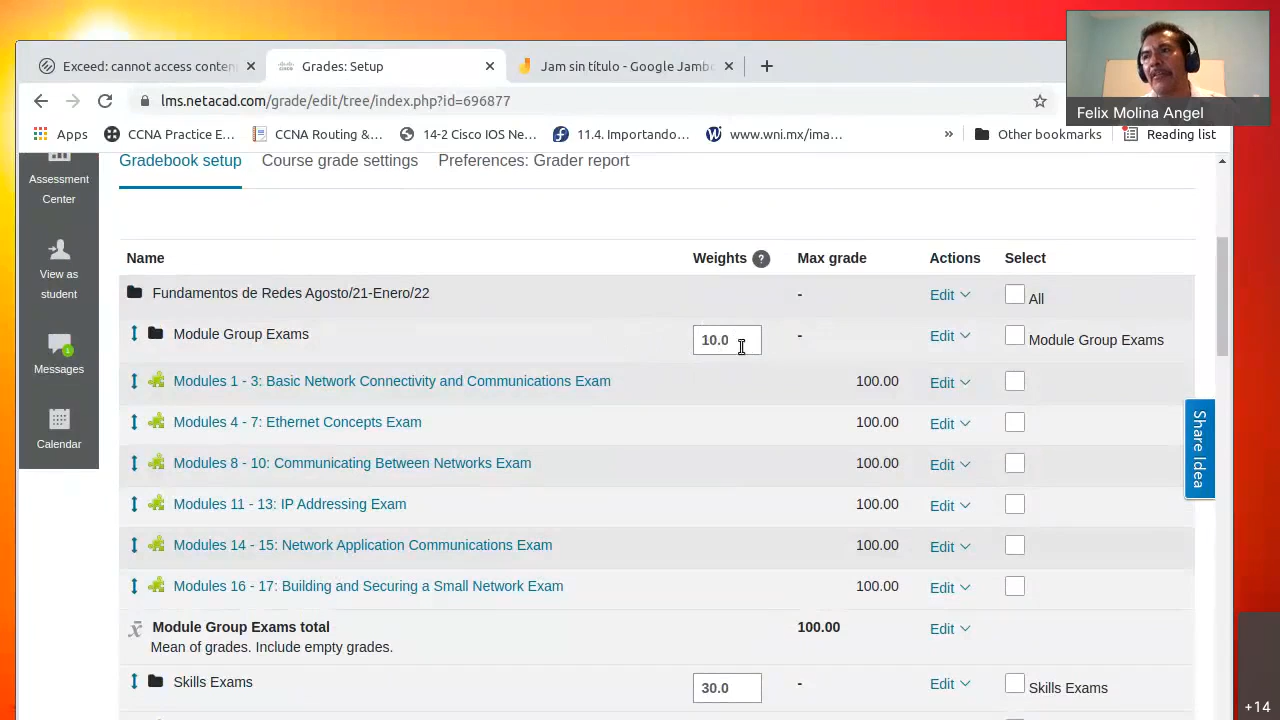 Exceed: cannot access conten
Grades: Setup
Jam sin título - Google Jambo
Felix Molina Angel
lms.netacad.com/grade/edit/tree/index.php?id=696877
Apps
CCNA Practice E...
CCNA Routing &...
14-2 Cisco IOS Ne...
11.4. Importando...
www.wni.mx/ima...
»
Other bookmarks
Reading list
Assessment
Center
View as
student
1
Messages
Calendar
Gradebook setup
Course grade settings
Preferences: Grader report
Name Weights ? Max grade Actions Select
Fundamentos de Redes Agosto/21-Enero/22 - Edit All
Module Group Exams 10.0 - Edit Module Group Exams
Modules 1 - 3: Basic Network Connectivity and Communications Exam 100.00 Edit
Modules 4 - 7: Ethernet Concepts Exam 100.00 Edit
Modules 8 - 10: Communicating Between Networks Exam 100.00 Edit
Modules 11 - 13: IP Addressing Exam 100.00 Edit
Modules 14 - 15: Network Application Communications Exam 100.00 Edit
Modules 16 - 17: Building and Securing a Small Network Exam 100.00 Edit
Module Group Exams total 100.00 Edit
Mean of grades. Include empty grades.
Skills Exams 30.0 - Edit Skills Exams
Share Idea
+14